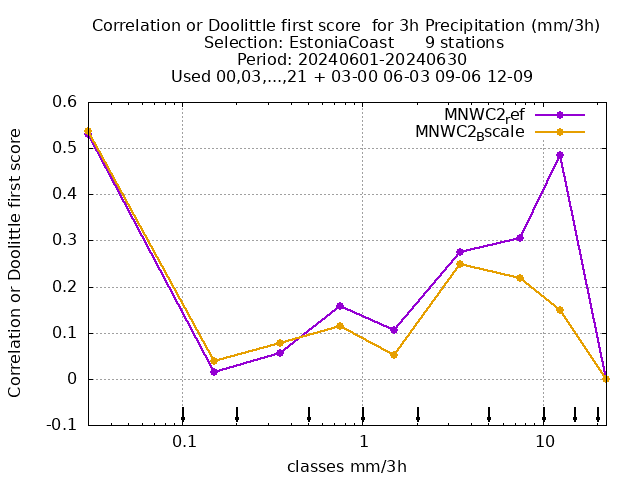 Correlation or Doolittle first score  for 3h Precipitation (mm/3h)
Selection: EstoniaCoast      9 stations
Period: 20240601-20240630
Used 00,03,...,21 + 03-00 06-03 09-06 12-09
MNWC2ref
MNWC2Bscale
Correlation or Doolittle first score
0.6
0.5
0.4
0.3
0.2
0.1
0
-0.1
0.1
1
10
classes mm/3h